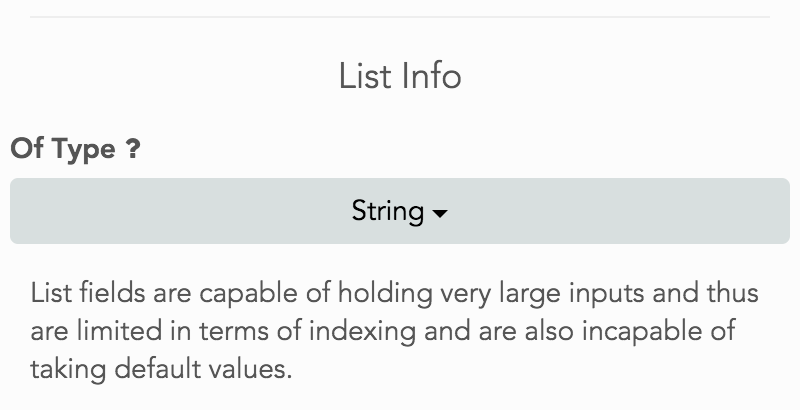 List Info
Of Type ?
String
List fields are capable of holding very large inputs and thus
are limited in terms of indexing and are also incapable of
taking default values.